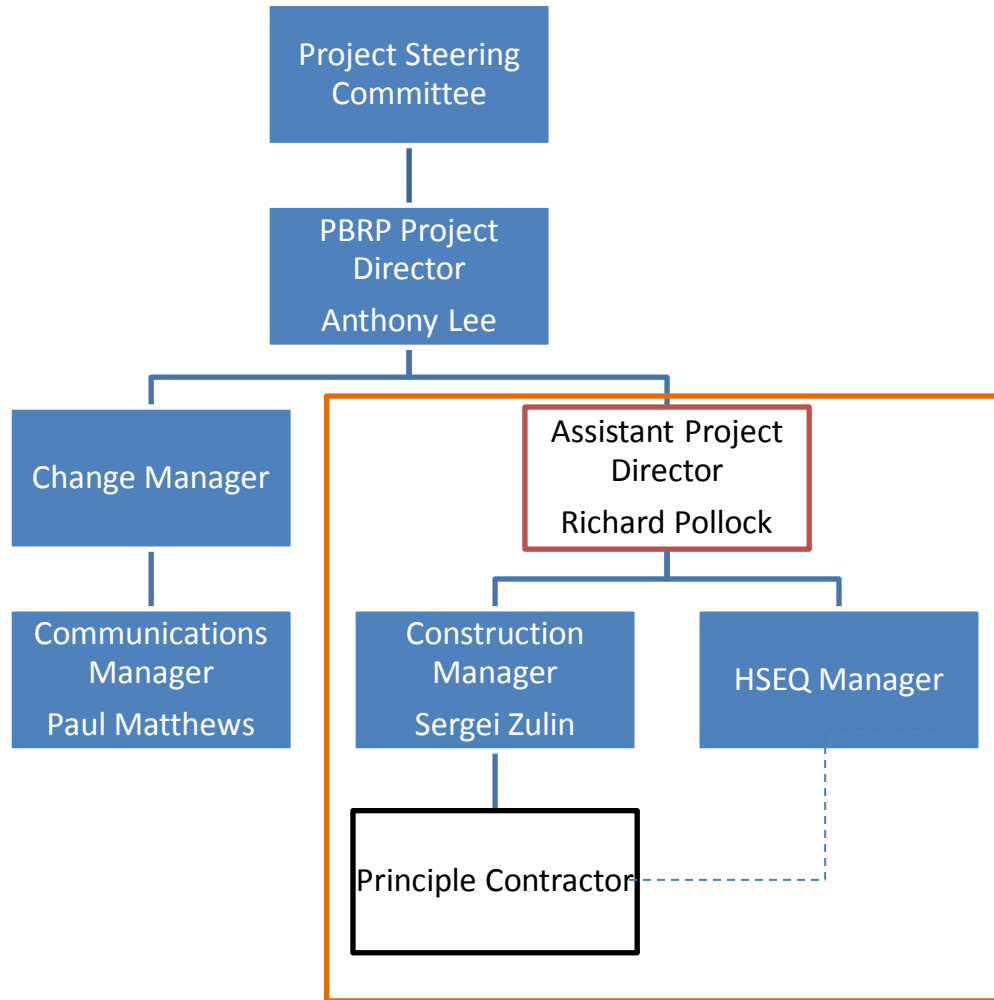 Project Steering
Committee
PBRP Project
Director
Anthony Lee
Change Manager
Assistant Project
Director
Richard Pollock
Communications
Manager
Paul Matthews
Construction
Manager
Sergei Zulin
HSEQ Manager
Principle Contractor